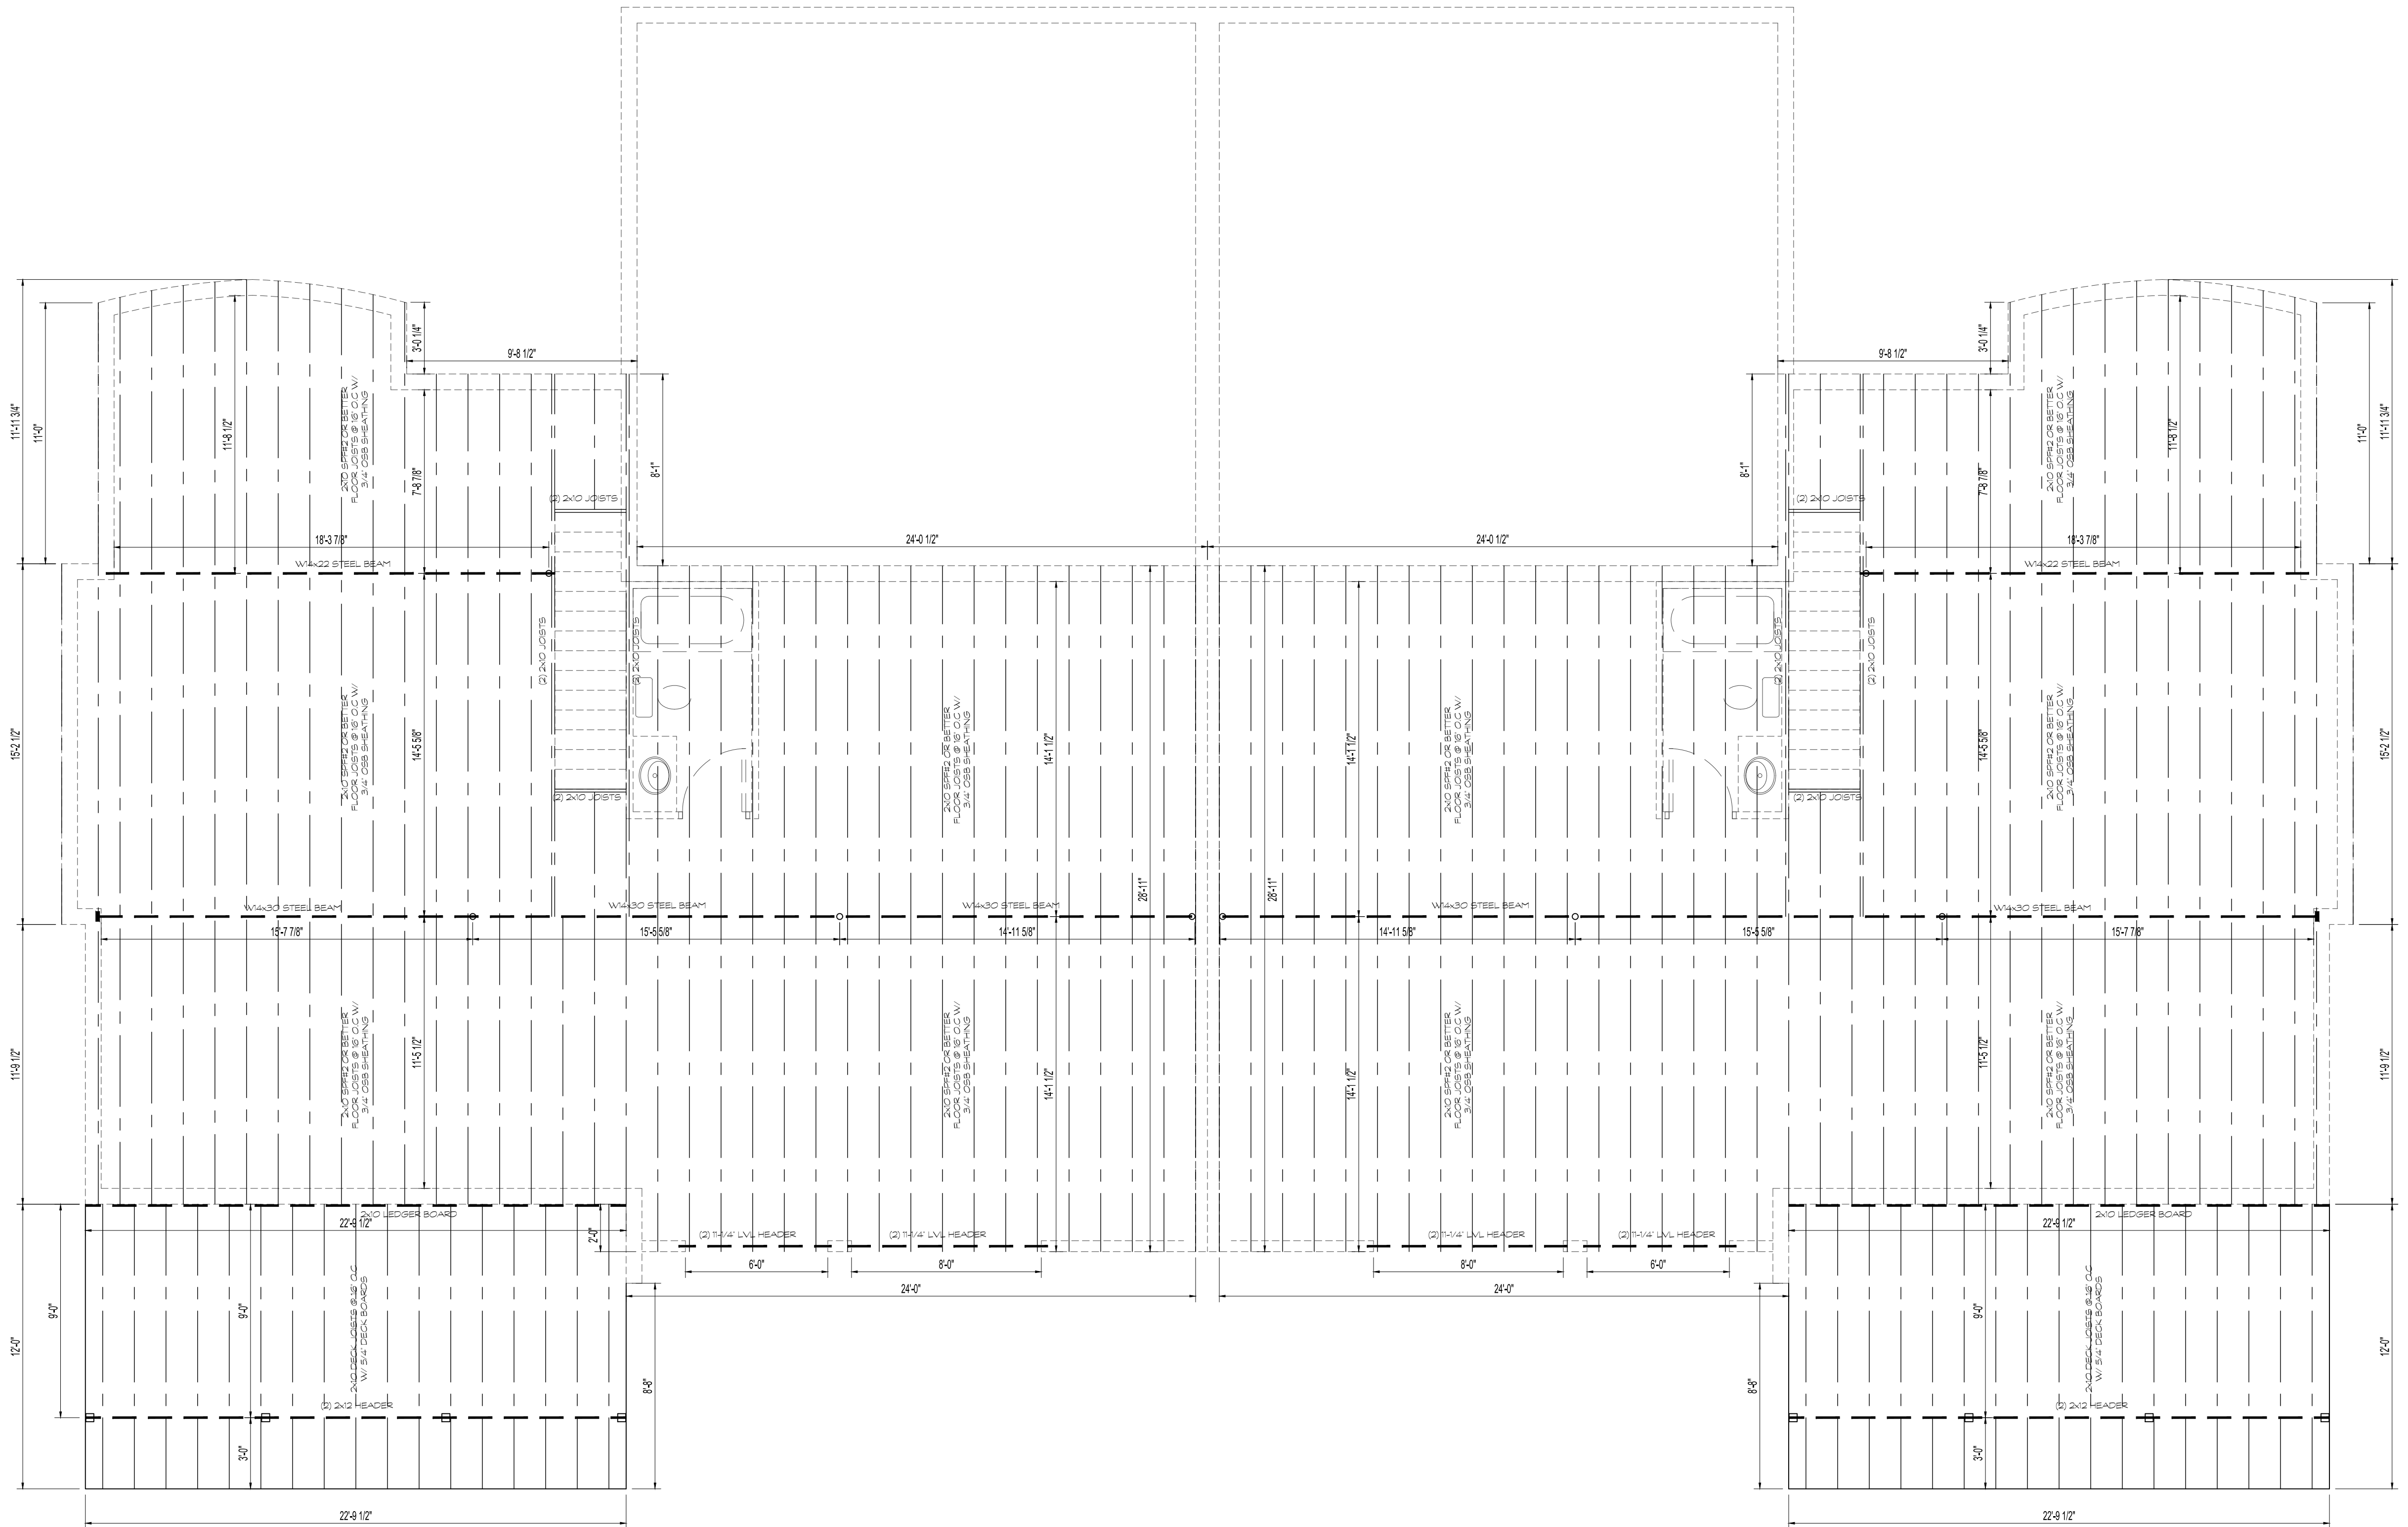 9'-8 1/2"
9'-8 1/2"
3'-0 1/4"
3'-0 1/4"
11'-11 3/4"
11'-0"
11'-8 1/2"
2x10 SPF#2 OR BETTER
FLOOR JOISTS @ 16" O.C W/
3/4" OSB SHEATHING
7'-8 7/8"
8'-1"
8'-1"
7'-8 7/8"
2x10 SPF#2 OR BETTER
FLOOR JOISTS @ 16" O.C W/
3/4" OSB SHEATHING
11'-8 1/2"
11'-0"
11'-11 3/4"
(2) 2x10 JOISTS
(2) 2x10 JOISTS
18'-3 7/8"
24'-0 1/2"
24'-0 1/2"
18'-3 7/8"
W14x22 STEEL BEAM
W14x22 STEEL BEAM
15'-2 1/2"
2x10 SPF#2 OR BETTER
FLOOR JOISTS @ 16" O.C W/
3/4" OSB SHEATHING
14'-5 5/8"
(2) 2x10 JOISTS
(2) 2x10 JOISTS
2x10 SPF#2 OR BETTER
FLOOR JOISTS @ 16" O.C W/
3/4" OSB SHEATHING
14'-1 1/2"
28'-11"
28'-11"
14'-1 1/2"
2x10 SPF#2 OR BETTER
FLOOR JOISTS @ 16" O.C W/
3/4" OSB SHEATHING
(2) 2x10 JOISTS
(2) 2x10 JOISTS
14'-5 5/8"
2x10 SPF#2 OR BETTER
FLOOR JOISTS @ 16" O.C W/
3/4" OSB SHEATHING
15'-2 1/2"
(2) 2x10 JOISTS
(2) 2x10 JOISTS
W14x30 STEEL BEAM
W14x30 STEEL BEAM
W14x30 STEEL BEAM
W14x30 STEEL BEAM
W14x30 STEEL BEAM
15'-7 7/8"
15'-5 5/8"
14'-11 5/8"
14'-11 5/8"
15'-5 5/8"
15'-7 7/8"
11'-9 1/2"
2x10 SPF#2 OR BETTER
FLOOR JOISTS @ 16" O.C W/
3/4" OSB SHEATHING
11'-5 1/2"
2x10 SPF#2 OR BETTER
FLOOR JOISTS @ 16" O.C W/
3/4" OSB SHEATHING
14'-1 1/2"
14'-1 1/2"
2x10 SPF#2 OR BETTER
FLOOR JOISTS @ 16" O.C W/
3/4" OSB SHEATHING
11'-5 1/2"
2x10 SPF#2 OR BETTER
FLOOR JOISTS @ 16" O.C W/
3/4" OSB SHEATHING
11'-9 1/2"
2x10 LEDGER BOARD
2x10 LEDGER BOARD
22'-9 1/2"
22'-9 1/2"
2'-0"
(2) 11-1/4" LVL HEADER
(2) 11-1/4" LVL HEADER
(2) 11-1/4" LVL HEADER
(2) 11-1/4" LVL HEADER
6'-0"
8'-0"
8'-0"
6'-0"
24'-0"
24'-0"
12'-0"
9'-0"
9'-0"
2x10 DECK JOISTS @ 16" O.C
W/ 5/4" DECK BOARDS
8'-8"
8'-8"
9'-0"
2x10 DECK JOISTS @ 16" O.C
W/ 5/4" DECK BOARDS
12'-0"
(2) 2x12 HEADER
(2) 2x12 HEADER
3'-0"
3'-0"
22'-9 1/2"
22'-9 1/2"